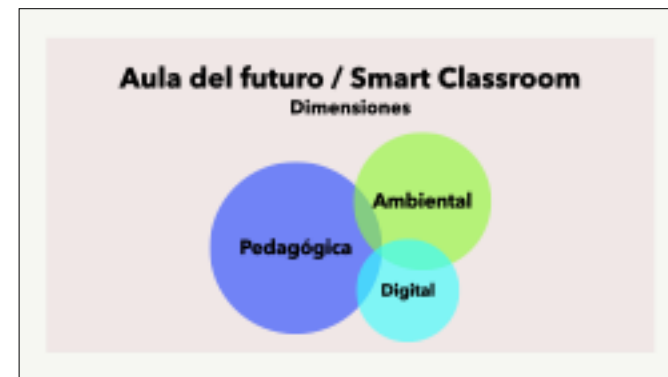 Aula del futuro / Smart Classroom
Dimensiones
Ambiental
Pedagógica
Digital